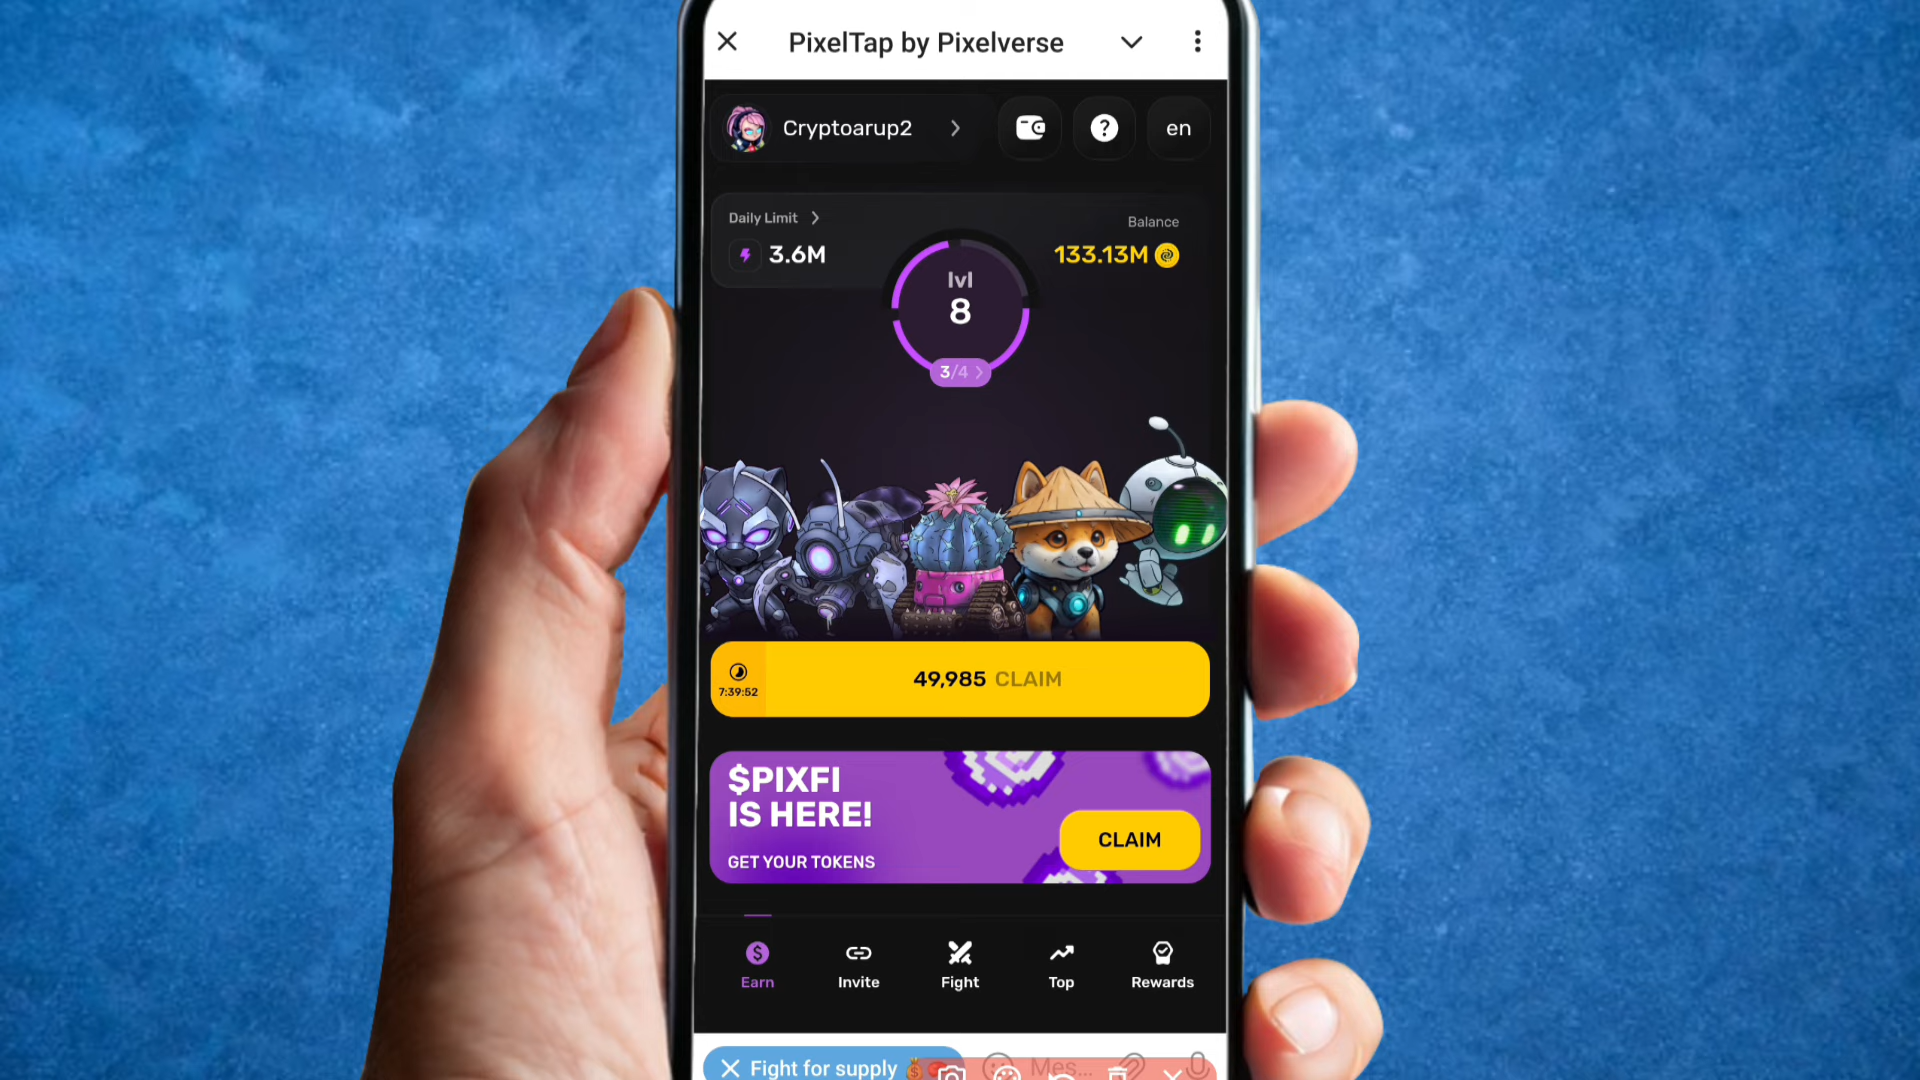 PixelTap by Pixelverse
Cryptoarup2
?
en
Daily Limit
Balance
3.6M
133.13M
lvl
8
3/4
7:39:52
49,985 CLAIM
$PIXFI
IS HERE!
GET YOUR TOKENS
CLAIM
Earn
Invite
Fight
Top
Rewards
Fight for supply
Mes...